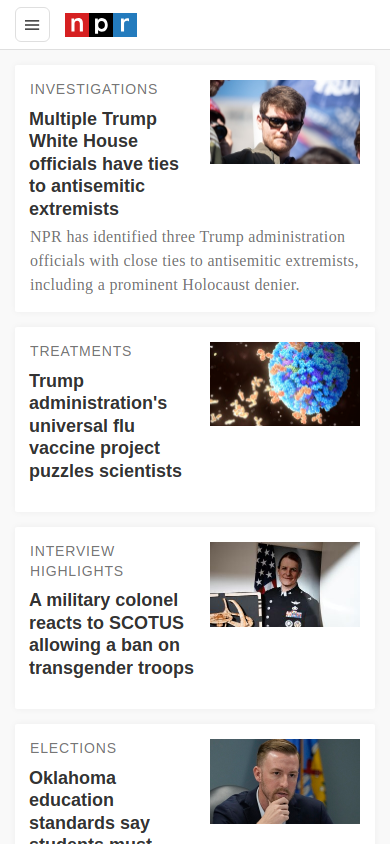 npr
INVESTIGATIONS
Multiple Trump
White House
officials have ties
to antisemitic
extremists
NPR has identified three Trump administration
officials with close ties to antisemitic extremists,
including a prominent Holocaust denier.
TREATMENTS
Trump
administration's
universal flu
vaccine project
puzzles scientists
INTERVIEW
HIGHLIGHTS
A military colonel
reacts to SCOTUS
allowing a ban on
transgender troops
ELECTIONS
Oklahoma
education
standards say
students must